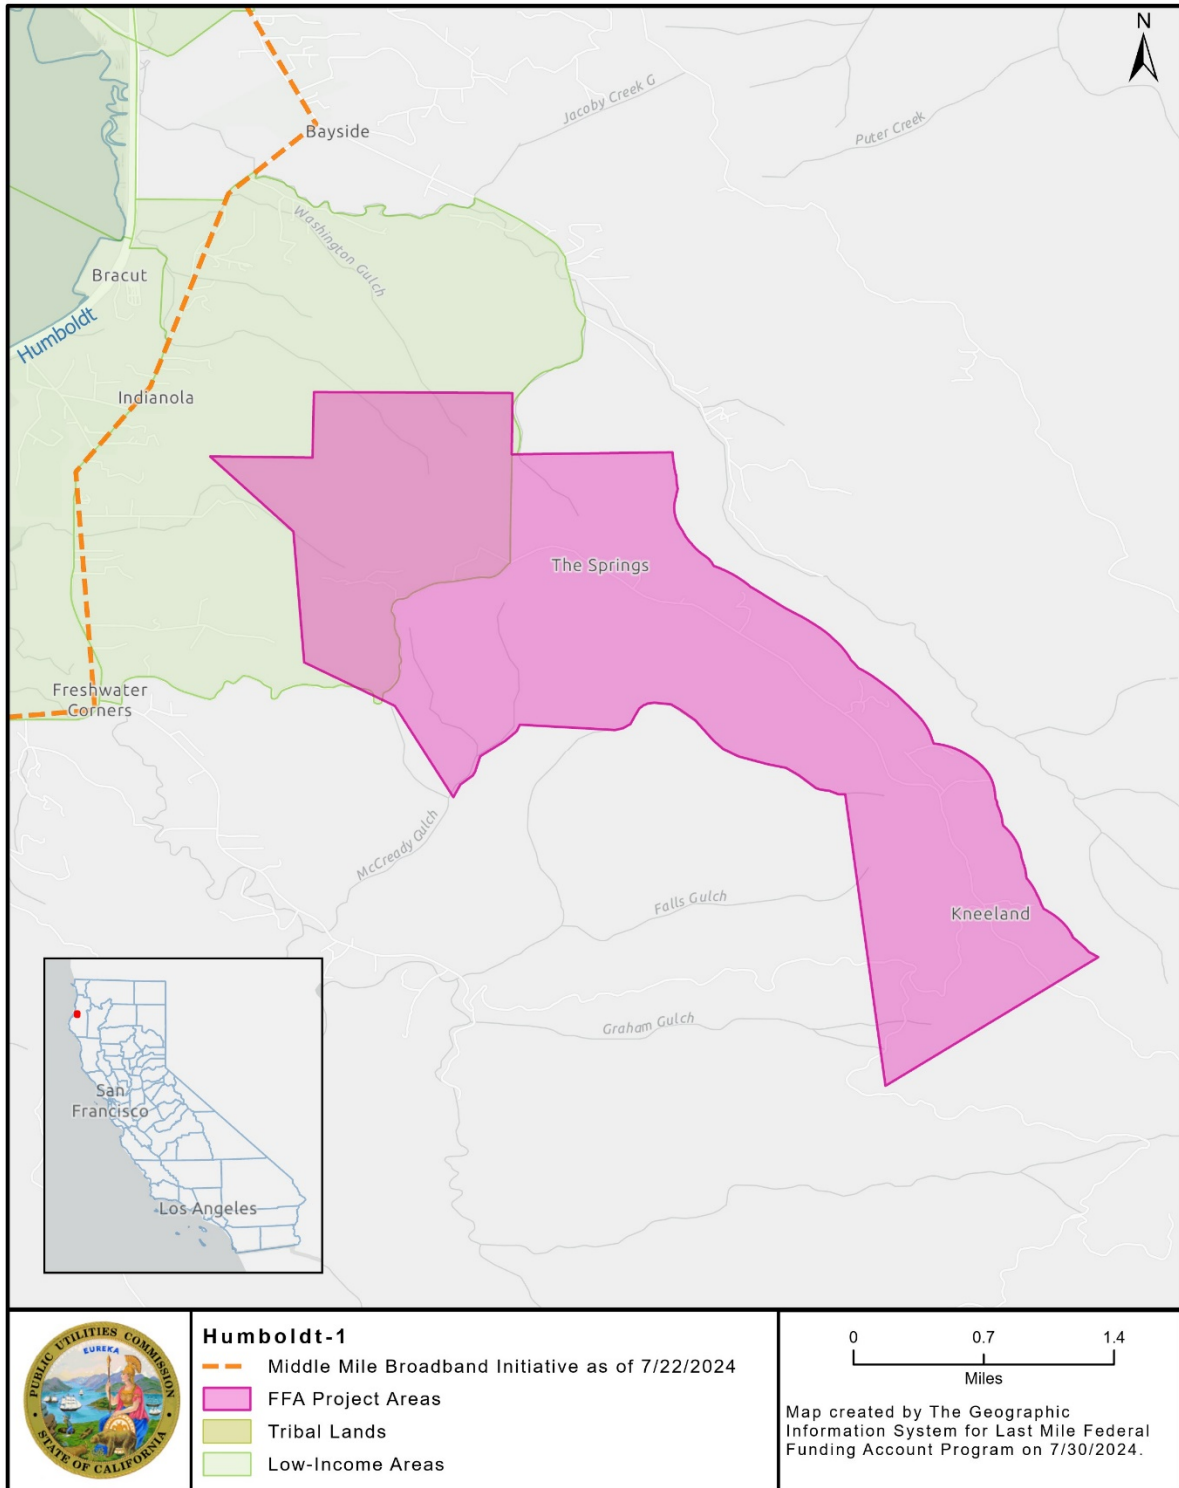 N
Jacoby Creek G
Puter Creek
Bayside
Washington Gulch
Bracut
Humboldt
Indianola
The Springs
Freshwater
Corners
McCready Gulch
Falls Gulch
Kneeland
Graham Gulch
San
Francisco
Los Angeles
PUBLIC UTILITIES COMMISSION
EUREKA
STATE OF CALIFORNIA
Humboldt-1
Middle Mile Broadband Initiative as of 7/22/2024
FFA Project Areas
Tribal Lands
Low-Income Areas
0 0.7 1.4
Miles
Map created by The Geographic
Information System for Last Mile Federal
Funding Account Program on 7/30/2024.